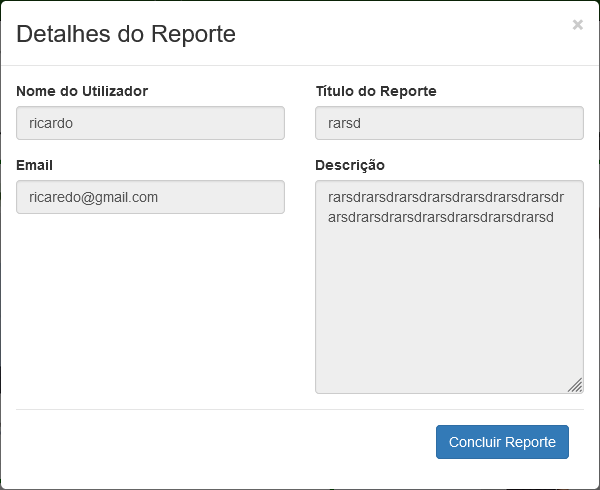 Detalhes do Reporte
×
Nome do Utilizador
ricardo
Título do Reporte
rarsd
Email
ricaredo@gmail.com
Descrição
rarsdrarsdrarsdrarsdrarsdrarsdrarsdr
arsdrarsdrarsdrarsdrarsdrarsdrarsd
Concluir Reporte